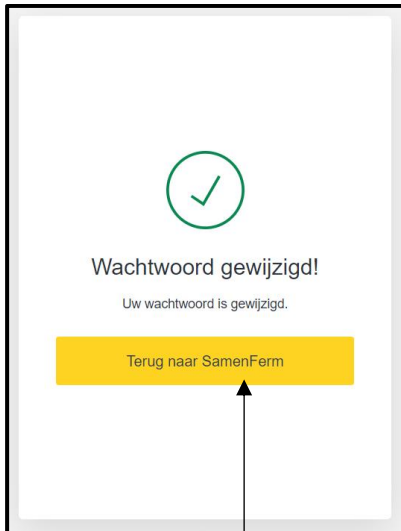 Wachtwoord gewijzigd!
Uw wachtwoord is gewijzigd.
Terug naar SamenFerm